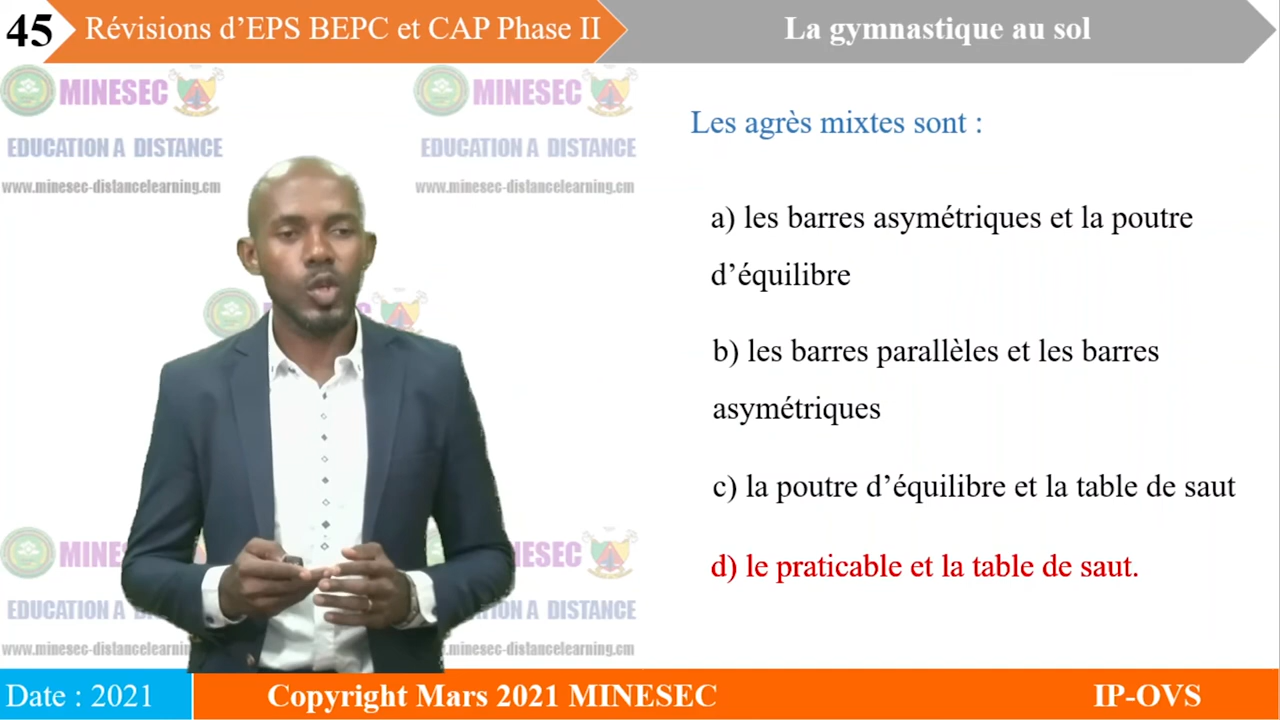 45
Révisions d’EPS BEPC et CAP Phase II
La gymnastique au sol
MINESEC
MINESEC
EDUCATION A DISTANCE
EDUCATION A DISTANCE
www.minesec-distancelearning.cm
www.minesec-distancelearning.cm
Les agrès mixtes sont :
a) les barres asymétriques et la poutre
d’équilibre
b) les barres parallèles et les barres
asymétriques
c) la poutre d’équilibre et la table de saut
d) le praticable et la table de saut.
Date : 2021
Copyright Mars 2021 MINESEC
IP-OVS